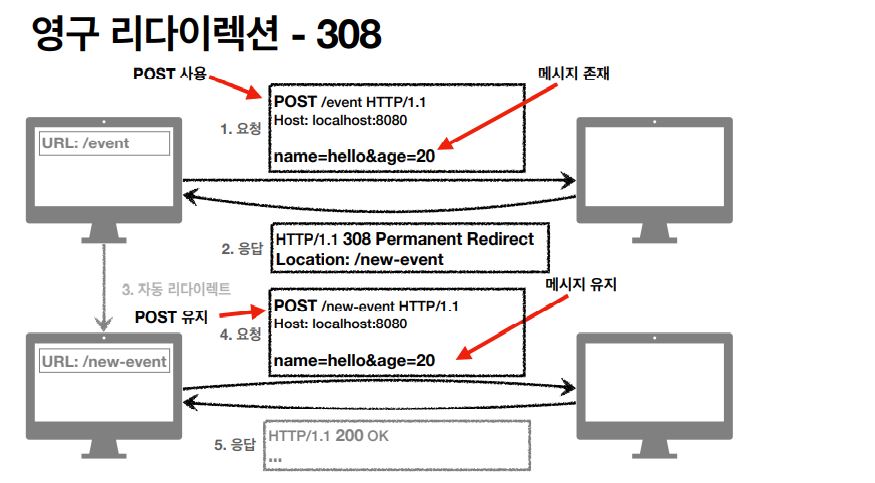 영구 리다이렉션 - 308
POST 사용
메시지 존재
POST /event HTTP/1.1
1. 요청
Host: localhost:8080
URL: /event
name=hello&age=20
HTTP/1.1 308 Permanent Redirect
2. 응답
Location: /new-event
3. 자동 리다이렉트
메시지 유지
POST 유지
POST /new-event HTTP/1.1
4. 요청
Host: localhost:8080
URL: /new-event
name=hello&age=20
HTTP/1.1 200 OK
5. 응답
...